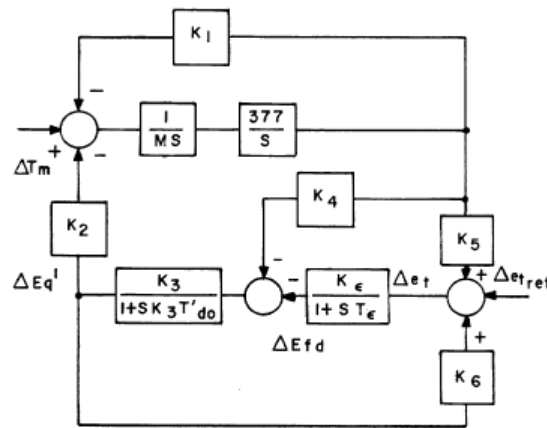 K1
−
1
MS
377
S
+
−
ΔTm
K4
K2
K5
−
ΔEq'
K3
1+SK3T'do
−
Kϵ
1+STϵ
Δet
+
Δetref
ΔEfd
+
K6